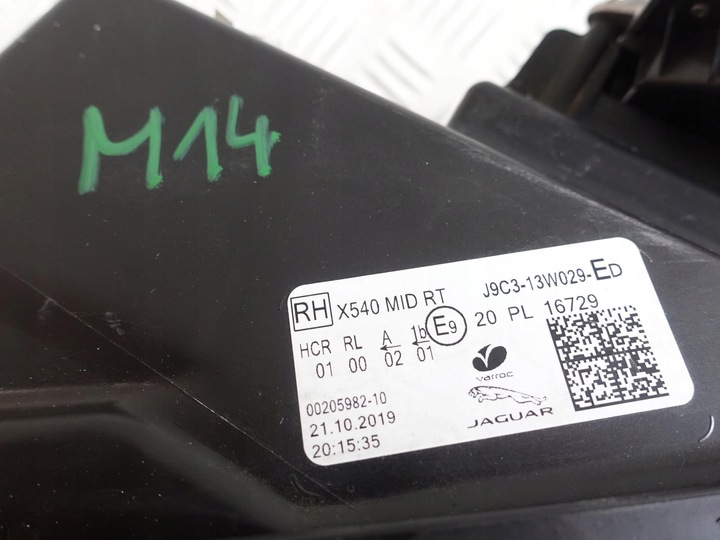 M14
RH X540 MID RT J9C3-13W029-ED
HCR RL A 1b E9 20 PL 16729
01 00 02 01
varroc
00205982-10
21.10.2019
JAGUAR
20:15:35